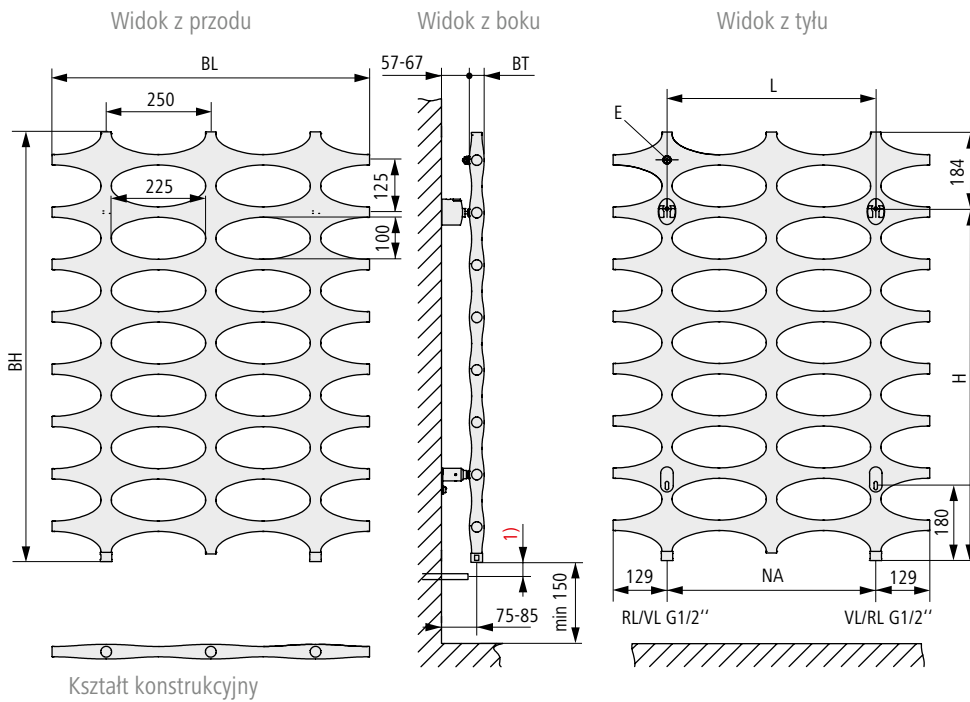 Widok z przodu
Widok z boku
Widok z tyłu
BL
57-67
BT
L
250
E
184
125
225
100
BH
H
1)
180
129
NA
129
75-85
min 150
RL/VL G1/2‘‘
VL/RL G1/2‘‘
Kształt konstrukcyjny